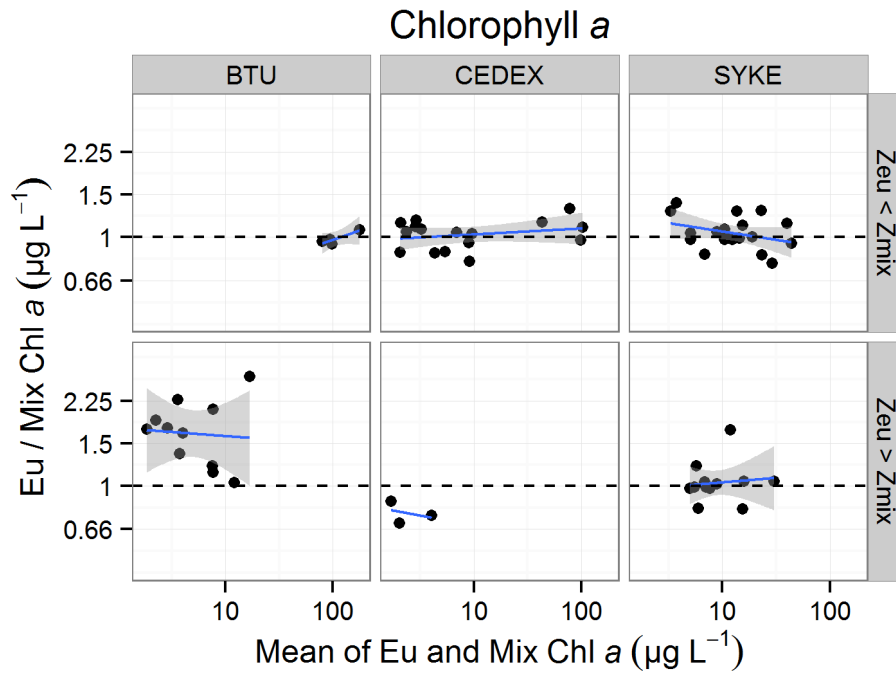 Chlorophyll a
BTU CEDEX SYKE
2.25
1.5
1
0.66
Zeu < Zmix
Eu / Mix Chl a (µg L⁻¹)
2.25
1.5
1
0.66
Zeu > Zmix
10 100 10 100 10 100
Mean of Eu and Mix Chl a (µg L⁻¹)